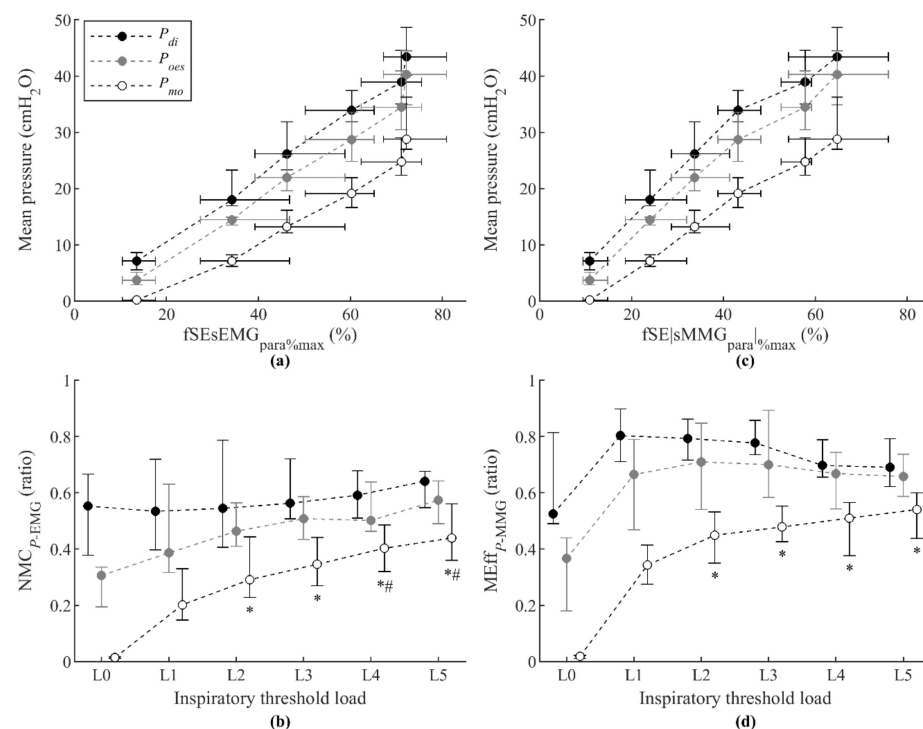 50
40
30
20
10
0
Mean pressure (cmH2O)
Pdi
Poes
Pmo
0 20 40 60 80
fSEsEMGpara%max (%)
(a)
50
40
30
20
10
0
Mean pressure (cmH2O)
0 20 40 60 80
fSE|sMMGpara|%max (%)
(c)
1
0.8
0.6
0.4
0.2
0
NMCP-EMG (ratio)
* * *# *#
L0 L1 L2 L3 L4 L5
Inspiratory threshold load
(b)
1
0.8
0.6
0.4
0.2
0
MEffP-MMG (ratio)
* * * *
L0 L1 L2 L3 L4 L5
Inspiratory threshold load
(d)